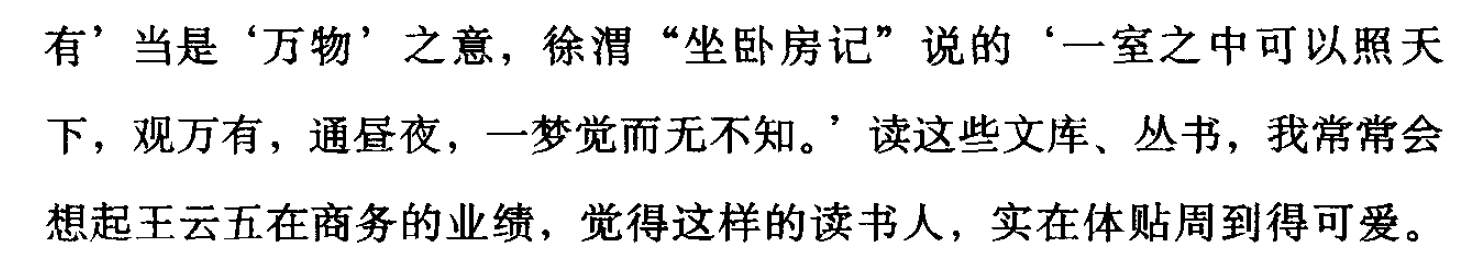 有’当是‘万物’之意，徐渭“坐卧房记”说的‘一室之中可以照天
下，观万有，通昼夜，一梦觉而无不知。’读这些文库、丛书，我常常会
想起王云五在商务的业绩，觉得这样的读书人，实在体贴周到得可爱。